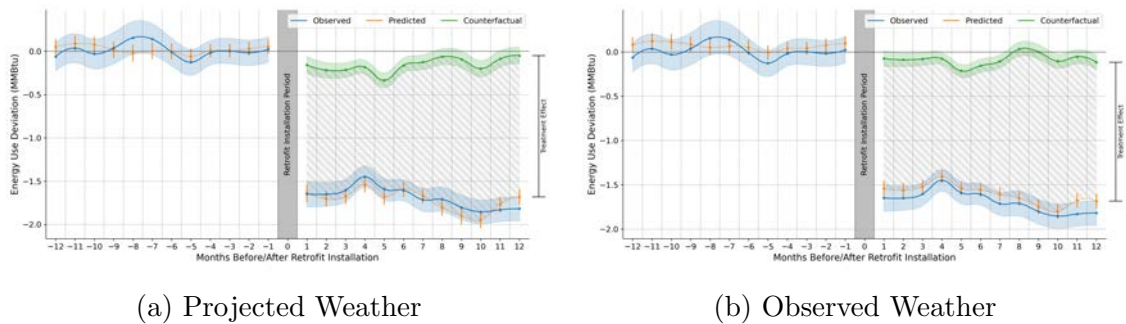 Observed Predicted Counterfactual
0.0
−0.5
−1.0
−1.5
−2.0
Energy Use Deviation (MMBtu)
Retrofit Installation Period
Treatment Effect
−12 −11 −10 −9 −8 −7 −6 −5 −4 −3 −2 −1 0 1 2 3 4 5 6 7 8 9 10 11 12
Months Before/After Retrofit Installation
(a) Projected Weather
Observed Predicted Counterfactual
0.0
−0.5
−1.0
−1.5
−2.0
Energy Use Deviation (MMBtu)
Retrofit Installation Period
Treatment Effect
−12 −11 −10 −9 −8 −7 −6 −5 −4 −3 −2 −1 0 1 2 3 4 5 6 7 8 9 10 11 12
Months Before/After Retrofit Installation
(b) Observed Weather